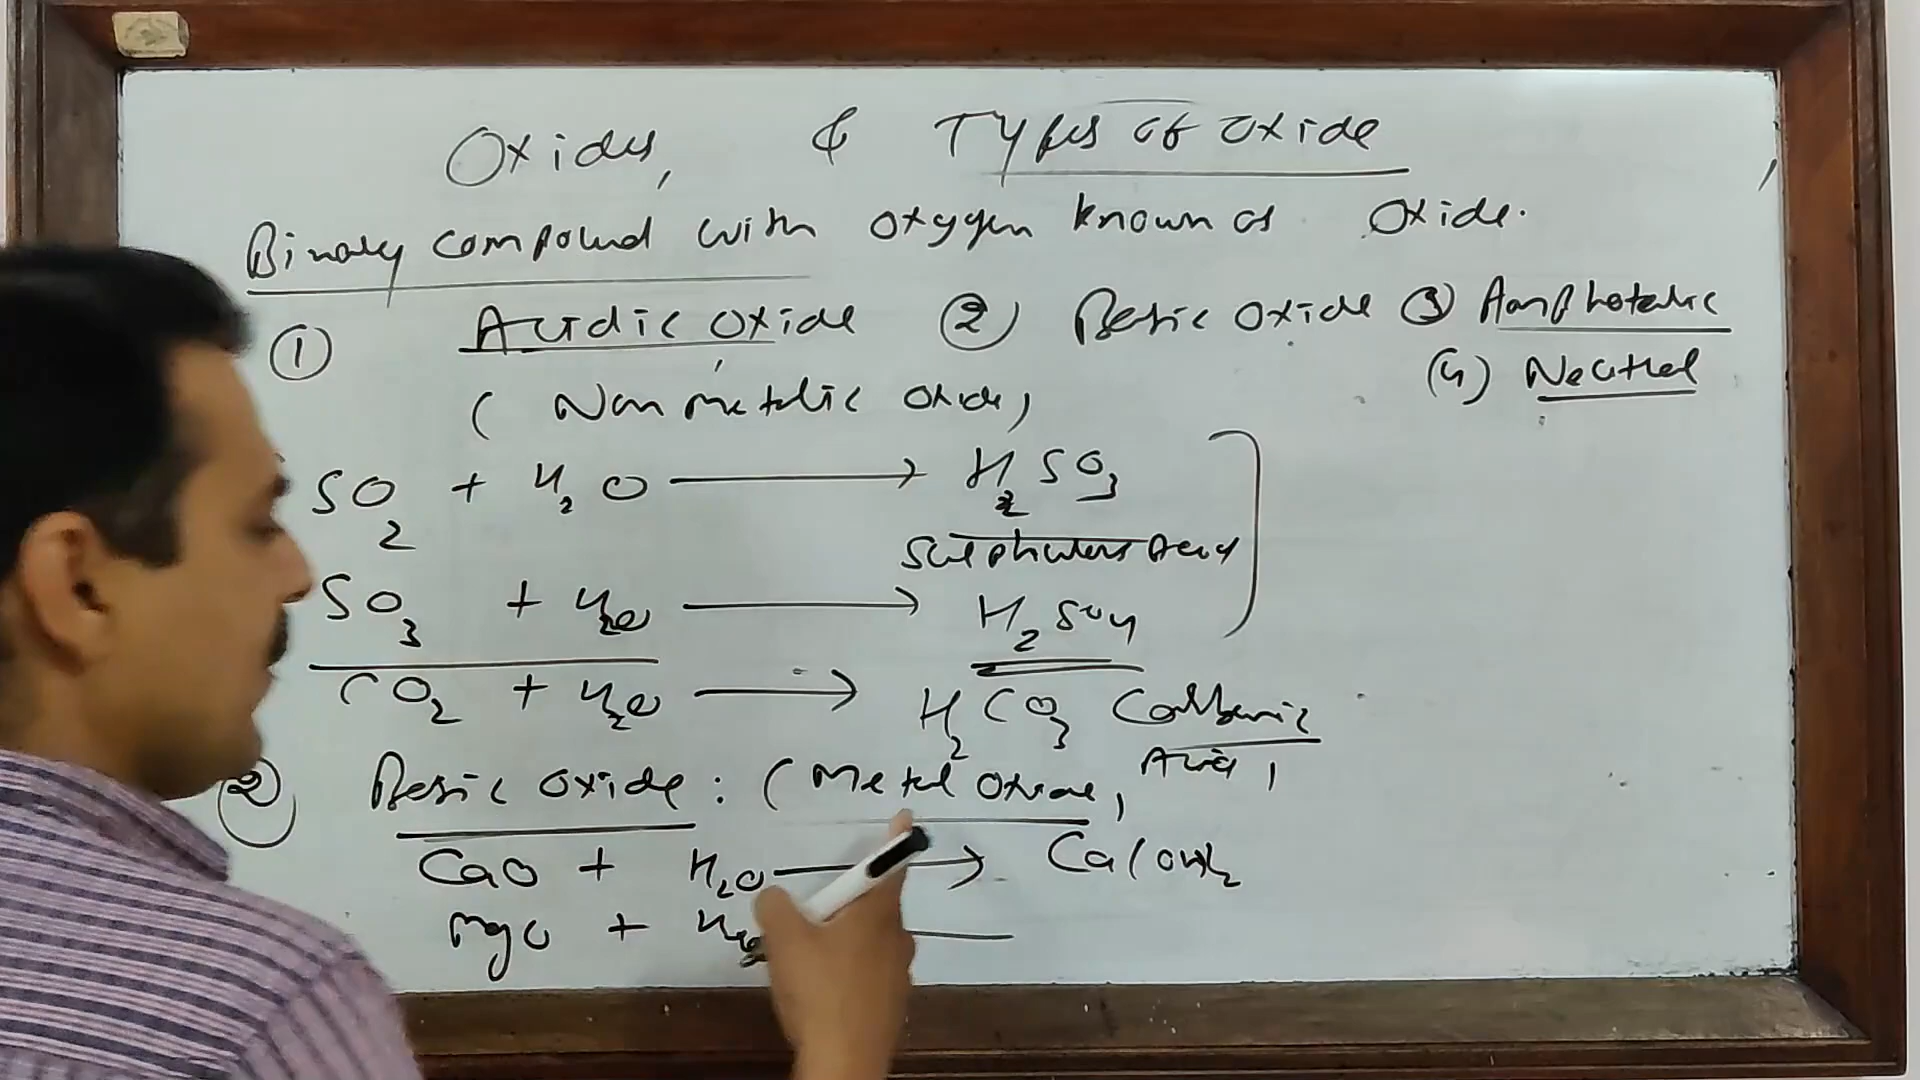 Oxides, & Types of Oxide
Binary compound with oxygen known as Oxide.
① Acidic Oxide ② Basic Oxide ③ Amphoteric
(4) Neutral
(Non metalic Oxide)
SO₂ + H₂O ⟶ H₂SO₃
Sulphurous Acid
SO₃ + H₂O ⟶ H₂SO₄
CO₂ + H₂O ⟶ H₂CO₃ Carbonic
Acid)
② Basic Oxide : (Metal Oxide)
CaO + H₂O ⟶ Ca(OH)₂
MgO + H₂O